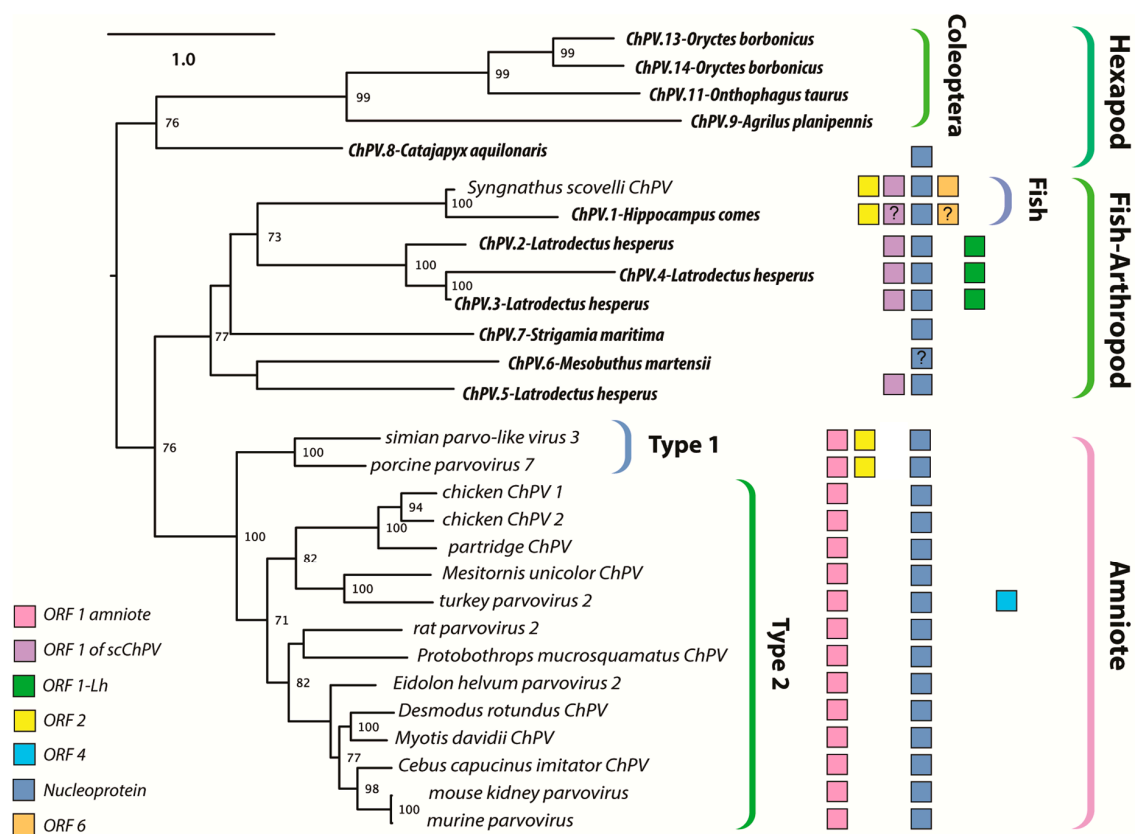 1.0
99
ChPV.13-Oryctes borbonicus
99
ChPV.14-Oryctes borbonicus
99
ChPV.11-Onthophagus taurus
76
ChPV.9-Agrilus planipennis
ChPV.8-Catajapyx aquilonaris
Coleoptera
Hexapod
Syngnathus scovelli ChPV
100
ChPV.1-Hippocampus comes
? ?
Fish
73
ChPV.2-Latrodectus hesperus
100
ChPV.4-Latrodectus hesperus
100
ChPV.3-Latrodectus hesperus
77
ChPV.7-Strigamia maritima
ChPV.6-Mesobuthus martensii
?
ChPV.5-Latrodectus hesperus
Fish-Arthropod
76
simian parvo-like virus 3
100
porcine parvovirus 7
Type 1
chicken ChPV 1
94
chicken ChPV 2
100
partridge ChPV
100
82
Mesitornis unicolor ChPV
100
turkey parvovirus 2
71
rat parvovirus 2
Protobothrops mucrosquamatus ChPV
82
Eidolon helvum parvovirus 2
Desmodus rotundus ChPV
100
Myotis davidii ChPV
77
Cebus capucinus imitator ChPV
98
mouse kidney parvovirus
100
murine parvovirus
Type 2
Amniote
ORF 1 amniote
ORF 1 of scChPV
ORF 1-Lh
ORF 2
ORF 4
Nucleoprotein
ORF 6